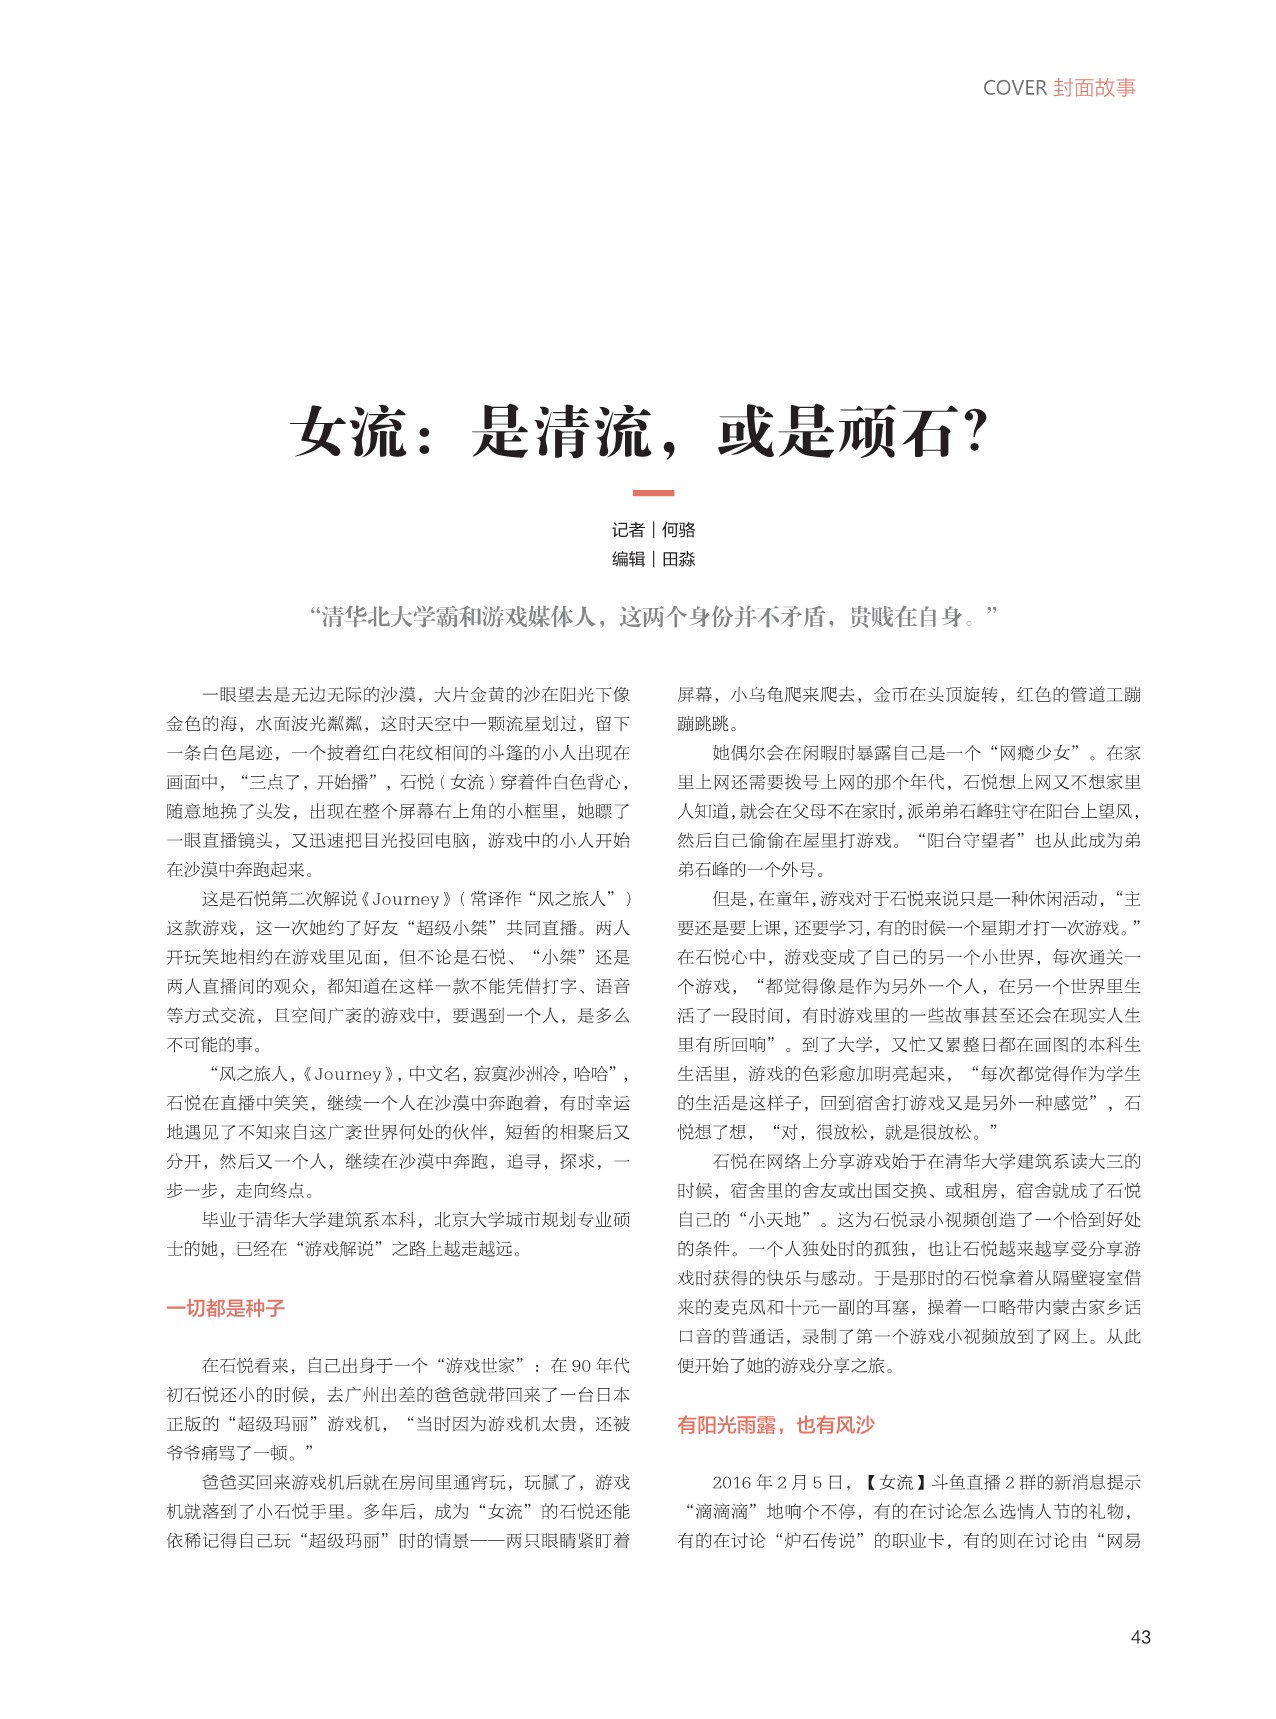 COVER 封面故事
女流：是清流，或是顽石？
记者｜何骆
编辑｜田淼
“清华北大学霸和游戏媒体人，这两个身份并不矛盾，贵贱在自身。”
一眼望去是无边无际的沙漠，大片金黄的沙在阳光下像
金色的海，水面波光粼粼，这时天空中一颗流星划过，留下
一条白色尾迹，一个披着红白花纹相间的斗篷的小人出现在
画面中，“三点了，开始播”，石悦（女流）穿着件白色背心，
随意地挽了头发，出现在整个屏幕右上角的小框里，她瞟了
一眼直播镜头，又迅速把目光投回电脑，游戏中的小人开始
在沙漠中奔跑起来。
这是石悦第二次解说《Journey》（常译作“风之旅人”）
这款游戏，这一次她约了好友“超级小桀”共同直播。两人
开玩笑地相约在游戏里见面，但不论是石悦、“小桀”还是
两人直播间的观众，都知道在这样一款不能凭借打字、语音
等方式交流，且空间广袤的游戏中，要遇到一个人，是多么
不可能的事。
“风之旅人，《Journey》，中文名，寂寞沙洲冷，哈哈”，
石悦在直播中笑笑，继续一个人在沙漠中奔跑着，有时幸运
地遇见了不知来自这广袤世界何处的伙伴，短暂的相聚后又
分开，然后又一个人，继续在沙漠中奔跑，追寻，探求，一
步一步，走向终点。
毕业于清华大学建筑系本科，北京大学城市规划专业硕
士的她，已经在“游戏解说”之路上越走越远。
一切都是种子
在石悦看来，自己出身于一个“游戏世家”：在 90 年代
初石悦还小的时候，去广州出差的爸爸就带回来了一台日本
正版的“超级玛丽”游戏机，“当时因为游戏机太贵，还被
爷爷痛骂了一顿。”
爸爸买回来游戏机后就在房间里通宵玩，玩腻了，游戏
机就落到了小石悦手里。多年后，成为“女流”的石悦还能
依稀记得自己玩“超级玛丽”时的情景——两只眼睛紧盯着
屏幕，小乌龟爬来爬去，金币在头顶旋转，红色的管道工蹦
蹦跳跳。
她偶尔会在闲暇时暴露自己是一个“网瘾少女”。在家
里上网还需要拨号上网的那个年代，石悦想上网又不想家里
人知道，就会在父母不在家时，派弟弟石峰驻守在阳台上望风，
然后自己偷偷在屋里打游戏。“阳台守望者”也从此成为弟
弟石峰的一个外号。
但是，在童年，游戏对于石悦来说只是一种休闲活动，“主
要还是要上课，还要学习，有的时候一个星期才打一次游戏。”
在石悦心中，游戏变成了自己的另一个小世界，每次通关一
个游戏，“都觉得像是作为另外一个人，在另一个世界里生
活了一段时间，有时游戏里的一些故事甚至还会在现实人生
里有所回响”。到了大学，又忙又累整日都在画图的本科生
生活里，游戏的色彩愈加明亮起来，“每次都觉得作为学生
的生活是这样子，回到宿舍打游戏又是另外一种感觉”，石
悦想了想，“对，很放松，就是很放松。”
石悦在网络上分享游戏始于在清华大学建筑系读大三的
时候，宿舍里的舍友或出国交换、或租房，宿舍就成了石悦
自己的“小天地”。这为石悦录小视频创造了一个恰到好处
的条件。一个人独处时的孤独，也让石悦越来越享受分享游
戏时获得的快乐与感动。于是那时的石悦拿着从隔壁寝室借
来的麦克风和十元一副的耳塞，操着一口略带内蒙古家乡话
口音的普通话，录制了第一个游戏小视频放到了网上。从此
便开始了她的游戏分享之旅。
有阳光雨露，也有风沙
2016 年 2 月 5 日，【女流】斗鱼直播 2 群的新消息提示
“滴滴滴”地响个不停，有的在讨论怎么选情人节的礼物，
有的在讨论“炉石传说”的职业卡，有的则在讨论由“网易
43